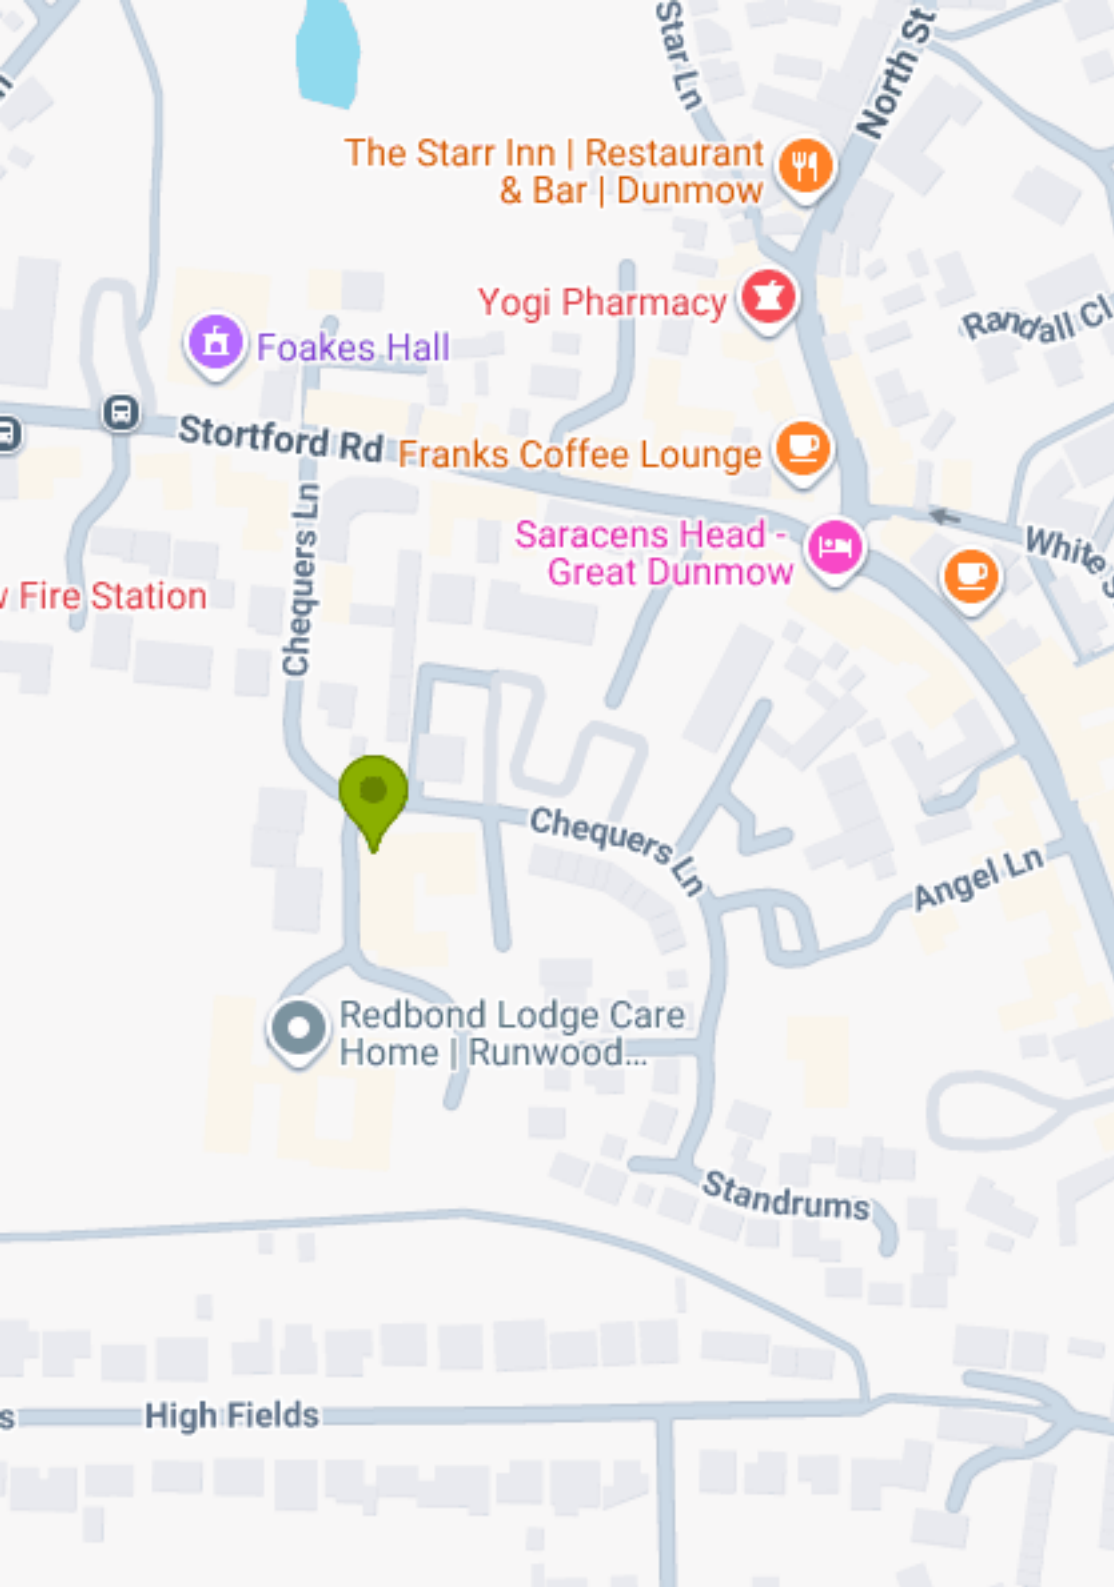 Star Ln
North St
The Starr Inn | Restaurant
& Bar | Dunmow
Yogi Pharmacy
Randall Cl
Foakes Hall
Stortford Rd
Franks Coffee Lounge
Chequers Ln
Saracens Head -
Great Dunmow
White
Fire Station
Chequers Ln
Angel Ln
Redbond Lodge Care
Home | Runwood...
Standrums
High Fields